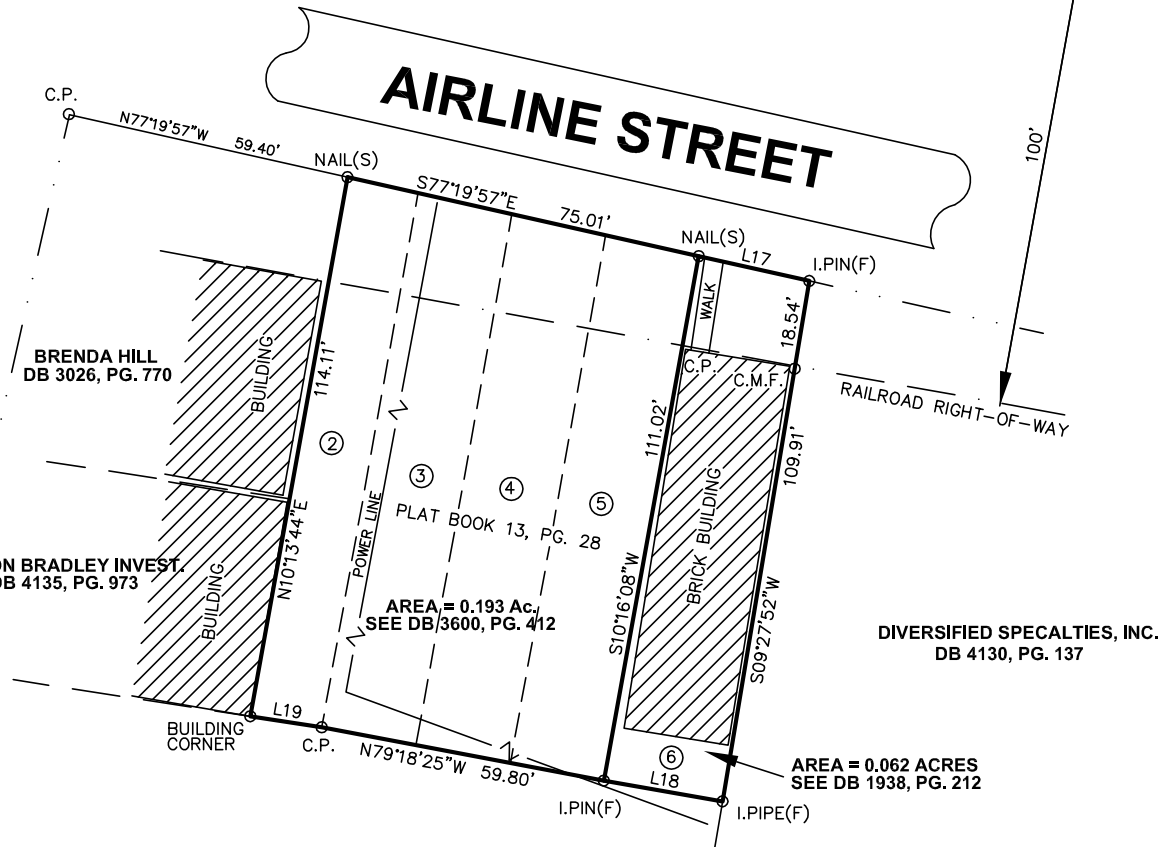 AIRLINE STREET
C.P.
N77°19'57"W 59.40'
NAIL(S)
S77°19'57"E 75.01'
NAIL(S)
L17
I.PIN(F)
100'
WALK
18.54'
C.P.
C.M.F.
RAILROAD RIGHT-OF-WAY
BRENDA HILL
DB 3026, PG. 770
BUILDING
114.11'
N10°13'44"E
2
3
4
5
PLAT BOOK 13, PG. 28
POWER LINE
111.02'
S10°16'08"W
BRICK BUILDING
109.91'
S09°27'52"W
ON BRADLEY INVEST.
DB 4135, PG. 973
BUILDING
AREA = 0.193 Ac.
SEE DB 3600, PG. 412
DIVERSIFIED SPECALTIES, INC.
DB 4130, PG. 137
L19
BUILDING
CORNER
C.P.
N79°18'25"W 59.80'
I.PIN(F)
L18
6
I.PIPE(F)
AREA = 0.062 ACRES
SEE DB 1938, PG. 212